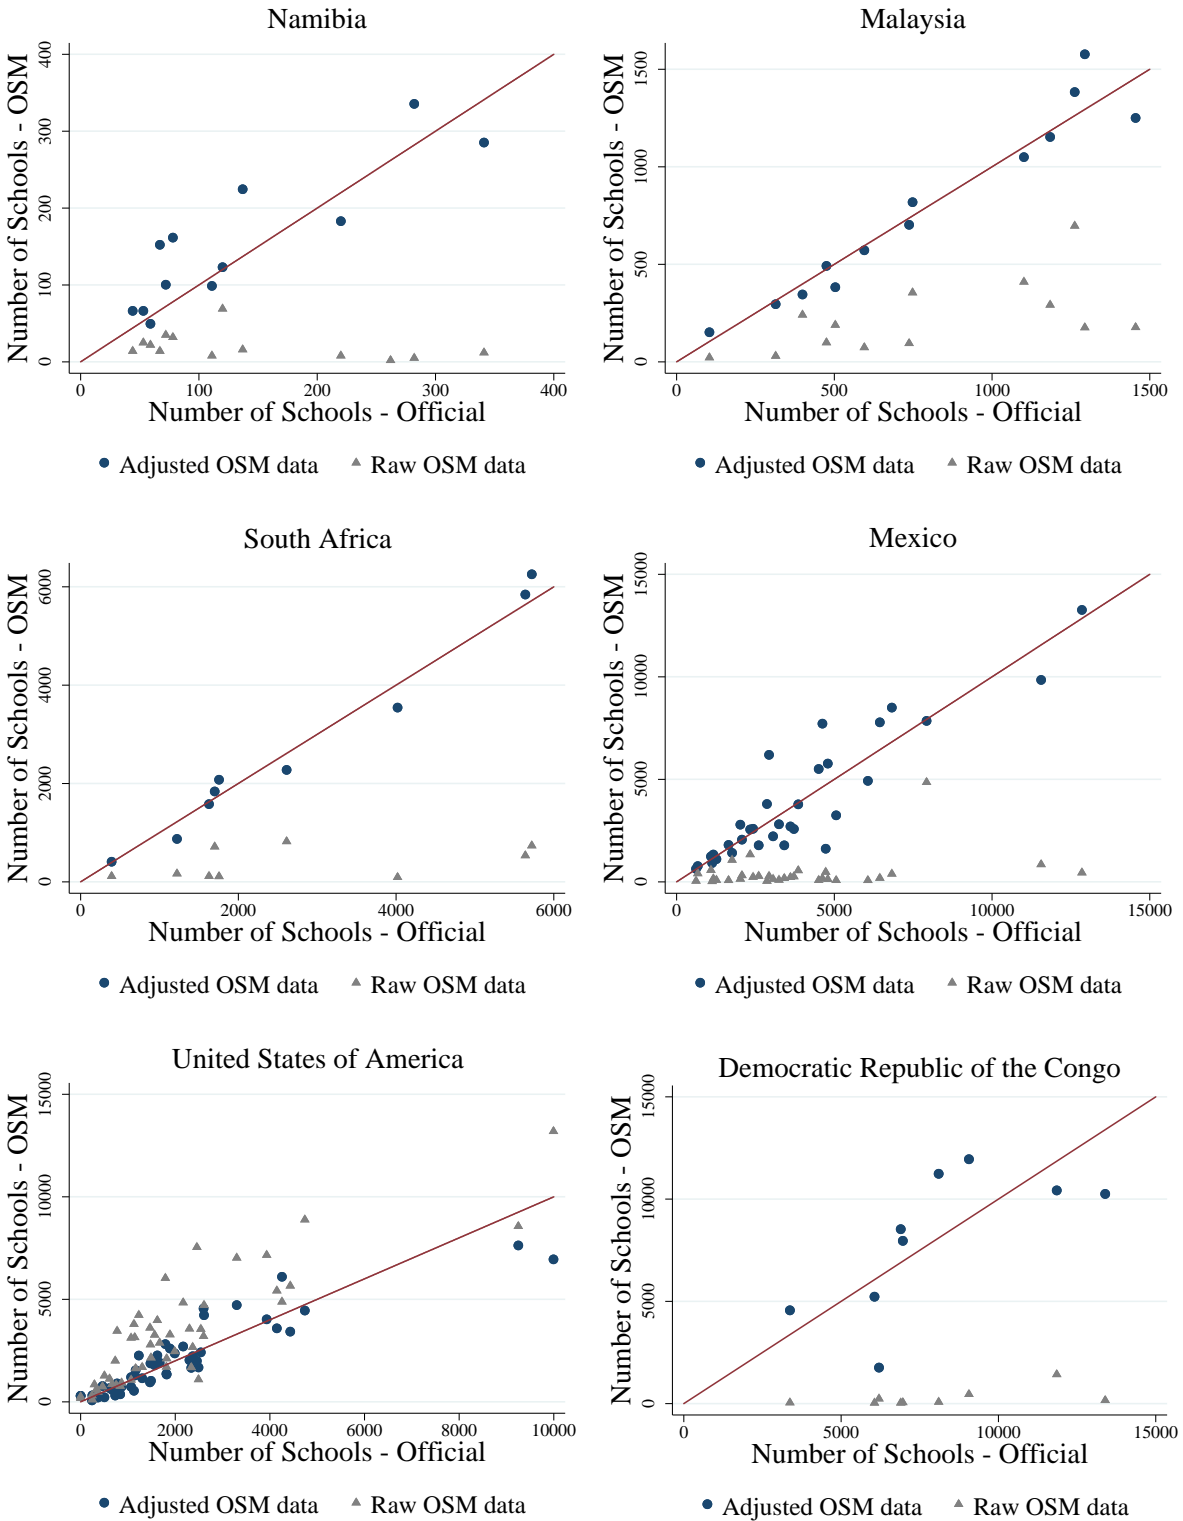 Namibia
Number of Schools - OSM
0 100 200 300 400
0 100 200 300 400
Number of Schools - Official
Adjusted OSM data Raw OSM data
Malaysia
Number of Schools - OSM
0 500 1000 1500
0 500 1000 1500
Number of Schools - Official
Adjusted OSM data Raw OSM data
South Africa
Number of Schools - OSM
0 2000 4000 6000
0 2000 4000 6000
Number of Schools - Official
Adjusted OSM data Raw OSM data
Mexico
Number of Schools - OSM
0 5000 10000 15000
0 5000 10000 15000
Number of Schools - Official
Adjusted OSM data Raw OSM data
United States of America
Number of Schools - OSM
0 5000 10000 15000
0 2000 4000 6000 8000 10000
Number of Schools - Official
Adjusted OSM data Raw OSM data
Democratic Republic of the Congo
Number of Schools - OSM
0 5000 10000 15000
0 5000 10000 15000
Number of Schools - Official
Adjusted OSM data Raw OSM data